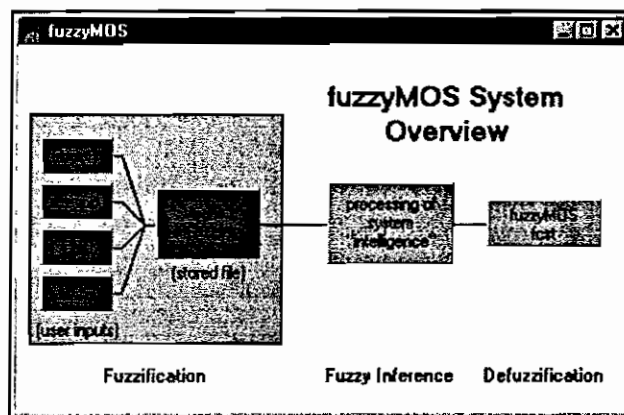 fuzzyMOS
fuzzyMOS System
Overview
processing of
system
intelligence
fuzzyMOS
fcst
(stored file)
(user inputs)
Fuzzification
Fuzzy Inference
Defuzzification